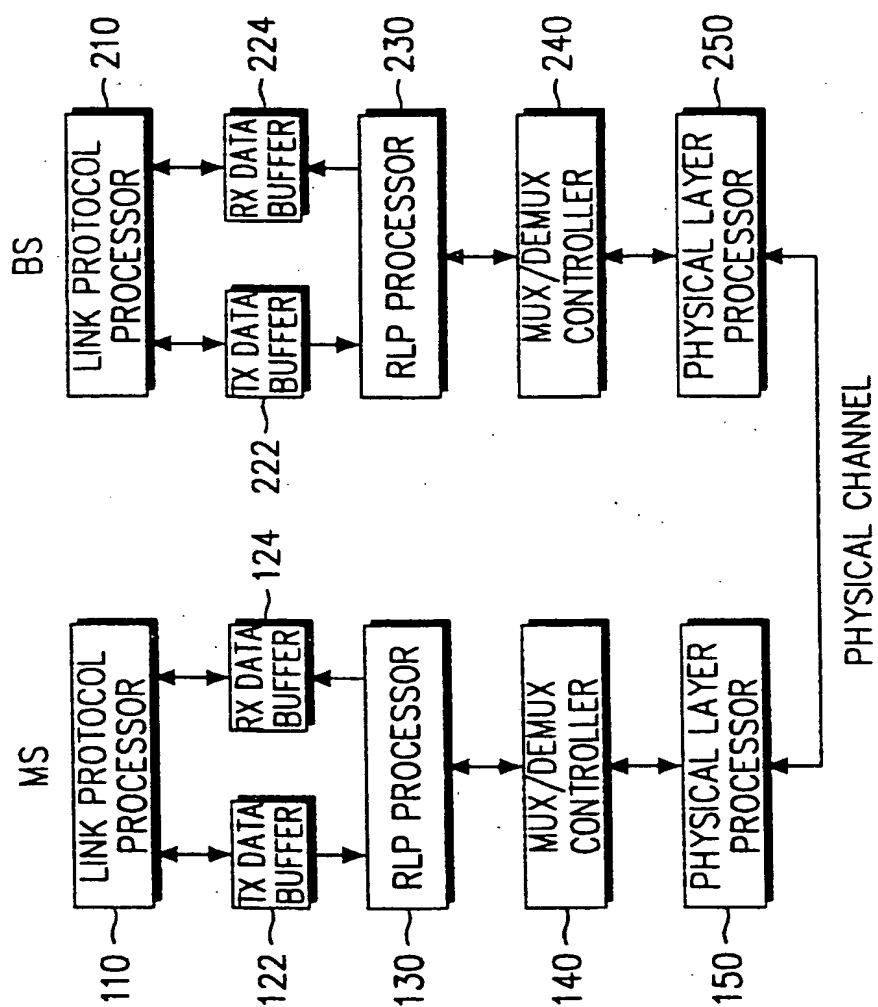 MS
BS
110
LINK PROTOCOL
PROCESSOR
LINK PROTOCOL
PROCESSOR
210
122
TX DATA
BUFFER
RX DATA
BUFFER
124
222
TX DATA
BUFFER
RX DATA
BUFFER
224
130
RLP PROCESSOR
RLP PROCESSOR
230
140
MUX/DEMUX
CONTROLLER
MUX/DEMUX
CONTROLLER
240
150
PHYSICAL LAYER
PROCESSOR
PHYSICAL LAYER
PROCESSOR
250
PHYSICAL CHANNEL